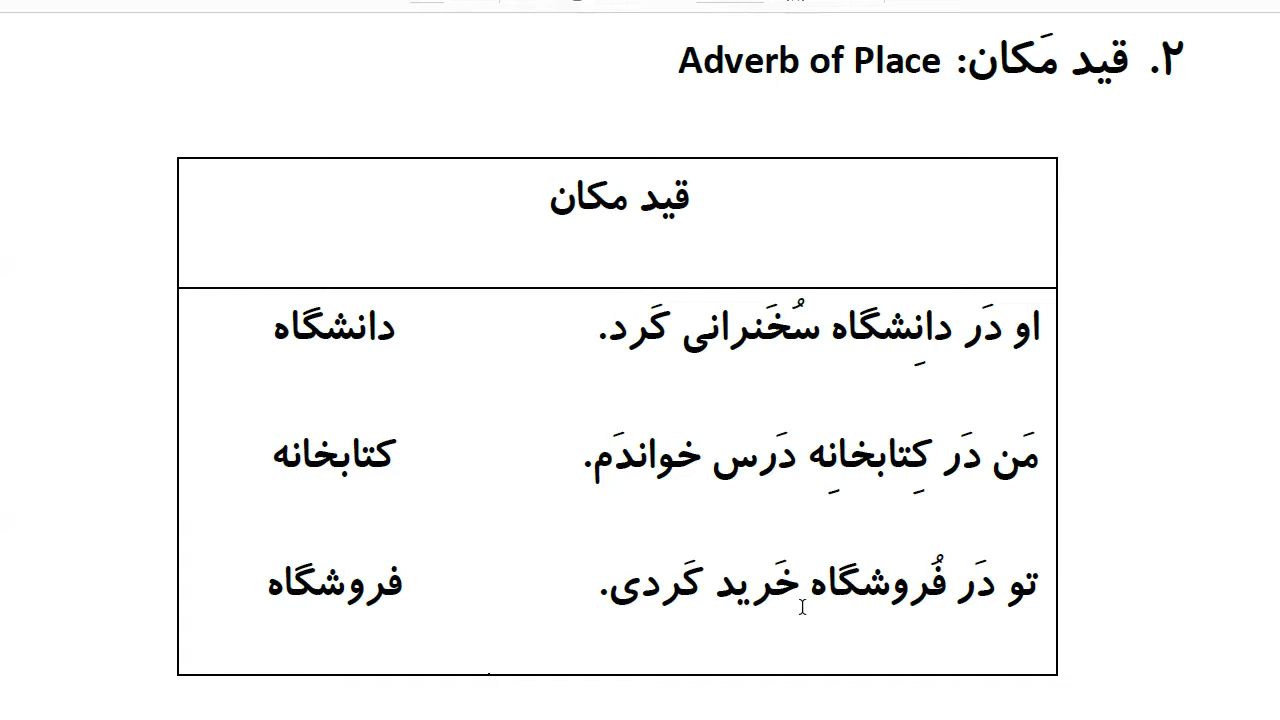 ۲. قید مَکان: Adverb of Place
قید مکان
او دَر دانِشگاه سُخَنرانی کَرد. دانشگاه
مَن دَر کِتابخانِه دَرس خواندَم. کتابخانه
تو دَر فُروشگاه خَرید کَردی. فروشگاه